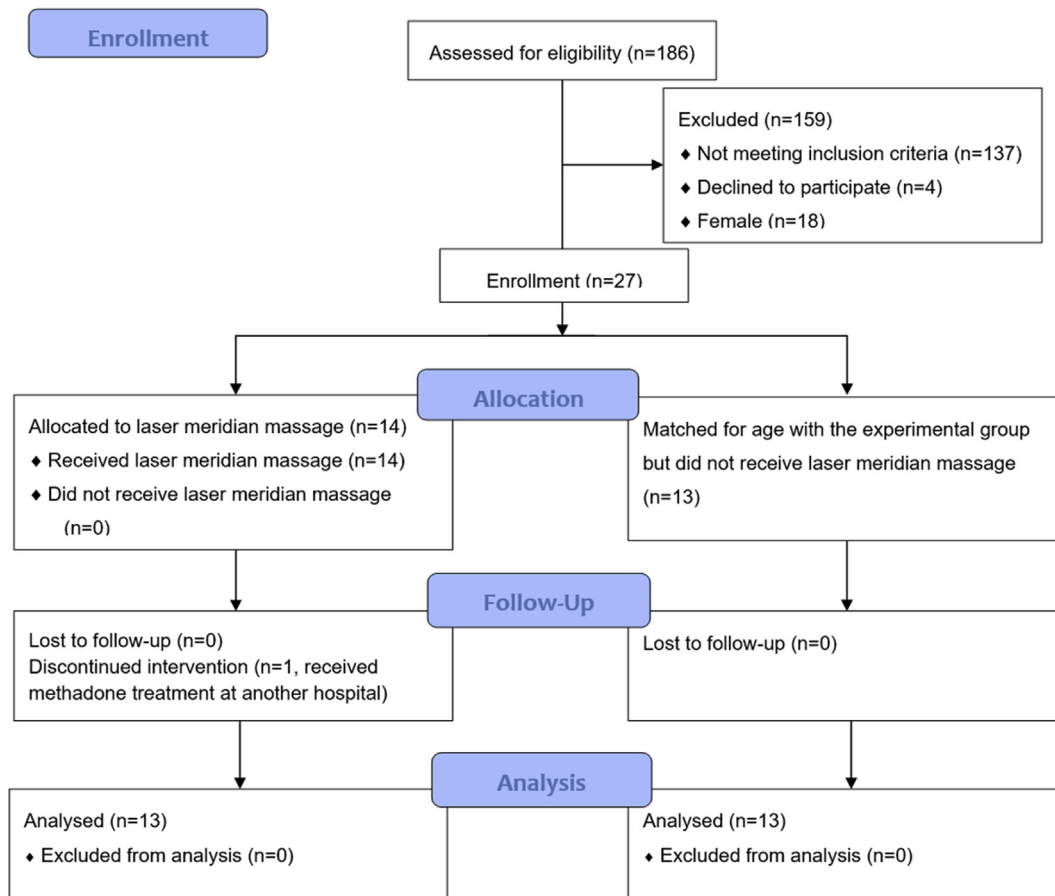 Enrollment
Assessed for eligibility (n=186)
Excluded (n=159)
♦ Not meeting inclusion criteria (n=137)
♦ Declined to participate (n=4)
♦ Female (n=18)
Enrollment (n=27)
Allocation
Allocated to laser meridian massage (n=14)
♦ Received laser meridian massage (n=14)
♦ Did not receive laser meridian massage
(n=0)
Matched for age with the experimental group
but did not receive laser meridian massage
(n=13)
Follow-Up
Lost to follow-up (n=0)
Discontinued intervention (n=1, received
methadone treatment at another hospital)
Lost to follow-up (n=0)
Analysis
Analysed (n=13)
♦ Excluded from analysis (n=0)
Analysed (n=13)
♦ Excluded from analysis (n=0)